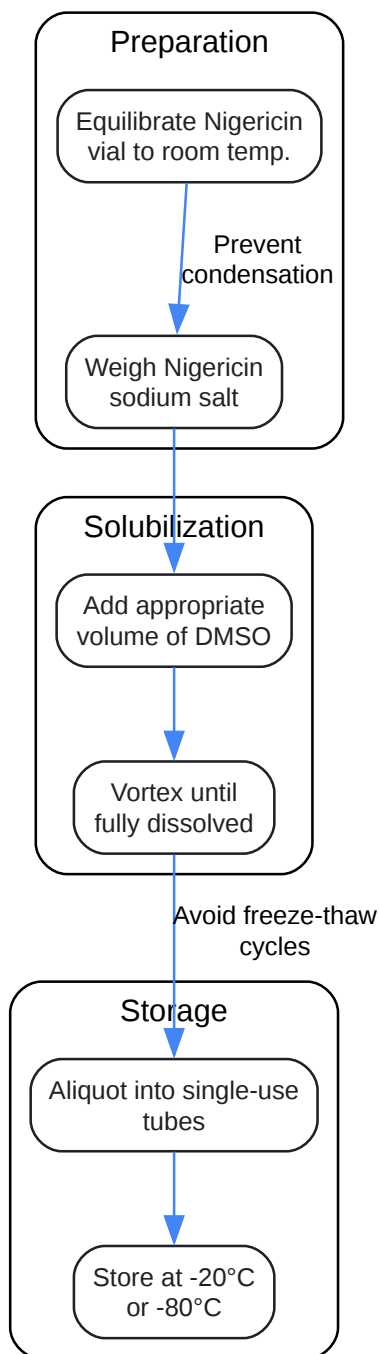 Preparation
Equilibrate Nigericin
vial to room temp.
Prevent
condensation
Weigh Nigericin
sodium salt
Solubilization
Add appropriate
volume of DMSO
Vortex until
fully dissolved
Avoid freeze-thaw
cycles
Storage
Aliquot into single-use
tubes
Store at -20°C
or -80°C